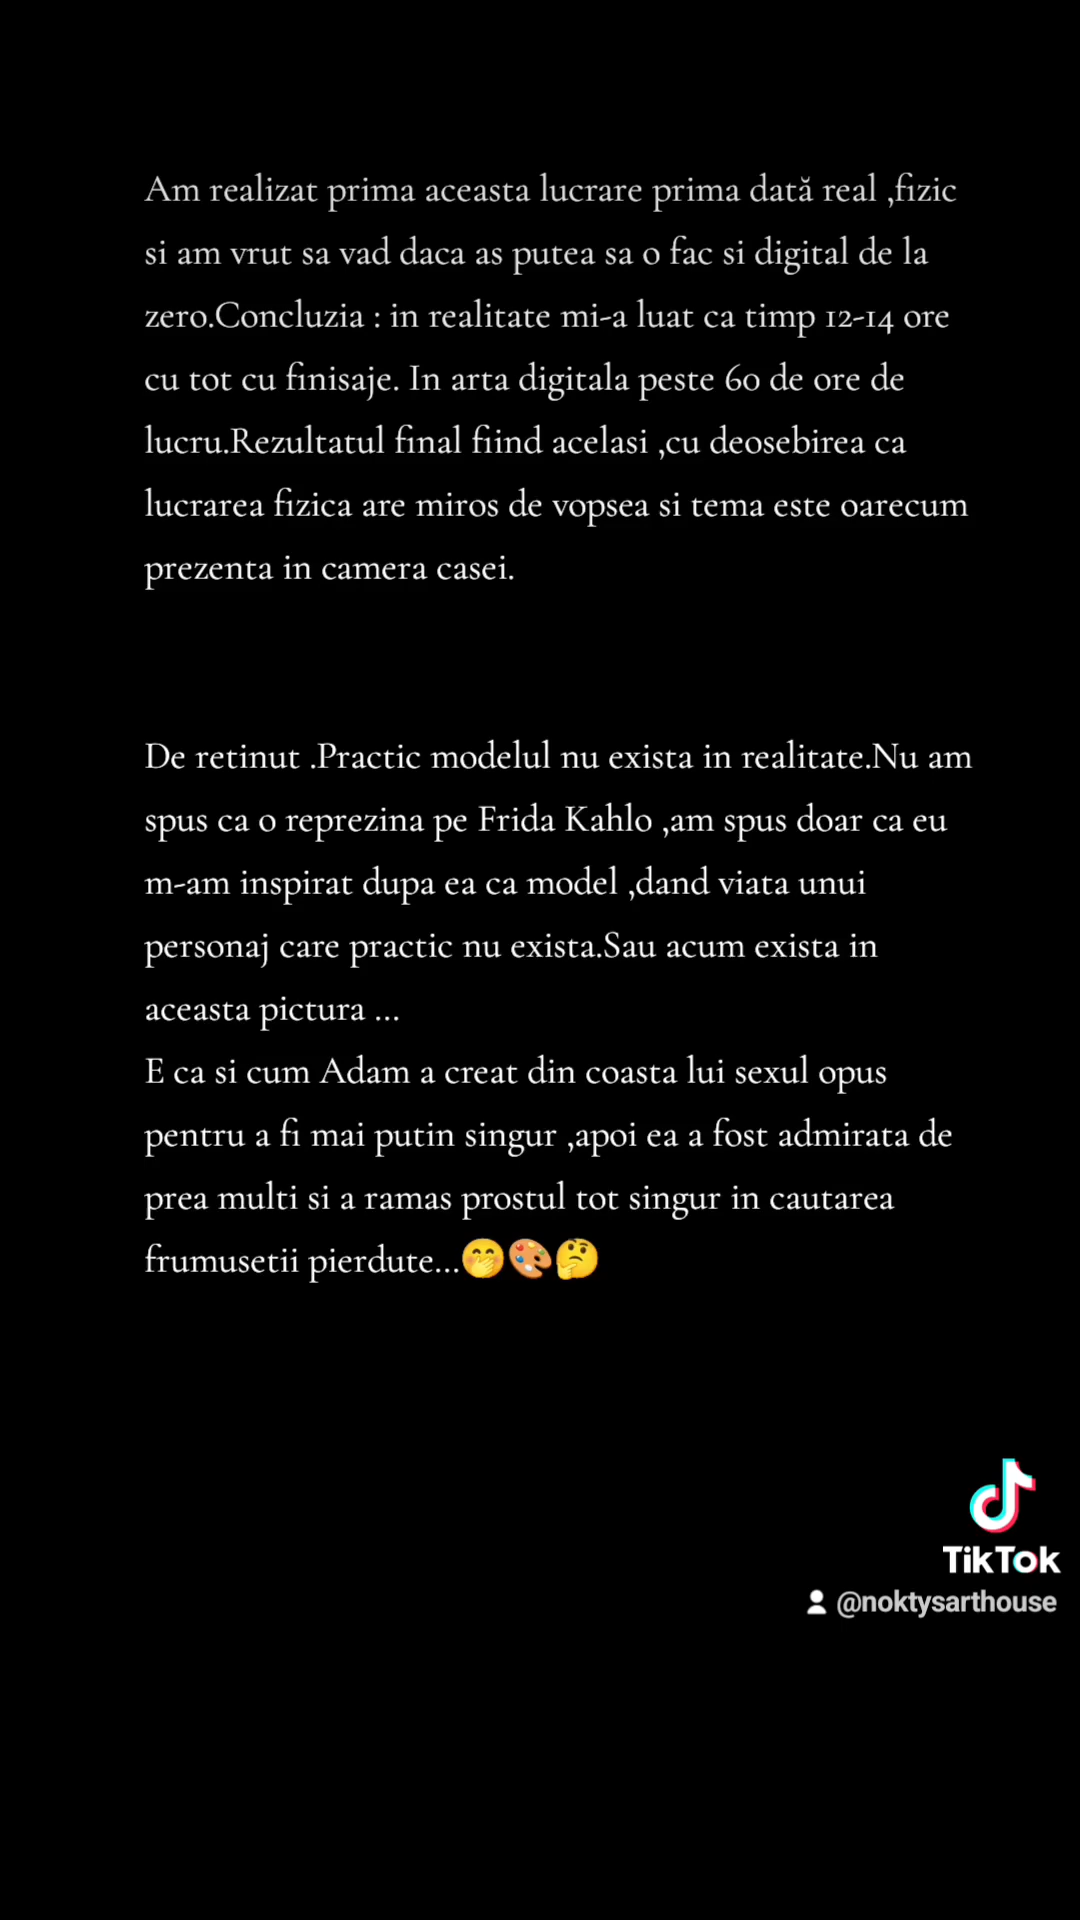 Am realizat prima aceasta lucrare prima dată real ,fizic
si am vrut sa vad daca as putea sa o fac si digital de la
zero.Concluzia : in realitate mi-a luat ca timp 12-14 ore
cu tot cu finisaje. In arta digitala peste 60 de ore de
lucru.Rezultatul final fiind acelasi ,cu deosebirea ca
lucrarea fizica are miros de vopsea si tema este oarecum
prezenta in camera casei.
De retinut .Practic modelul nu exista in realitate.Nu am
spus ca o reprezina pe Frida Kahlo ,am spus doar ca eu
m-am inspirat dupa ea ca model ,dand viata unui
personaj care practic nu exista.Sau acum exista in
aceasta pictura ...
E ca si cum Adam a creat din coasta lui sexul opus
pentru a fi mai putin singur ,apoi ea a fost admirata de
prea multi si a ramas prostul tot singur in cautarea
frumusetii pierdute...🤭🎨🤔
TikTok
@noktysarthouse